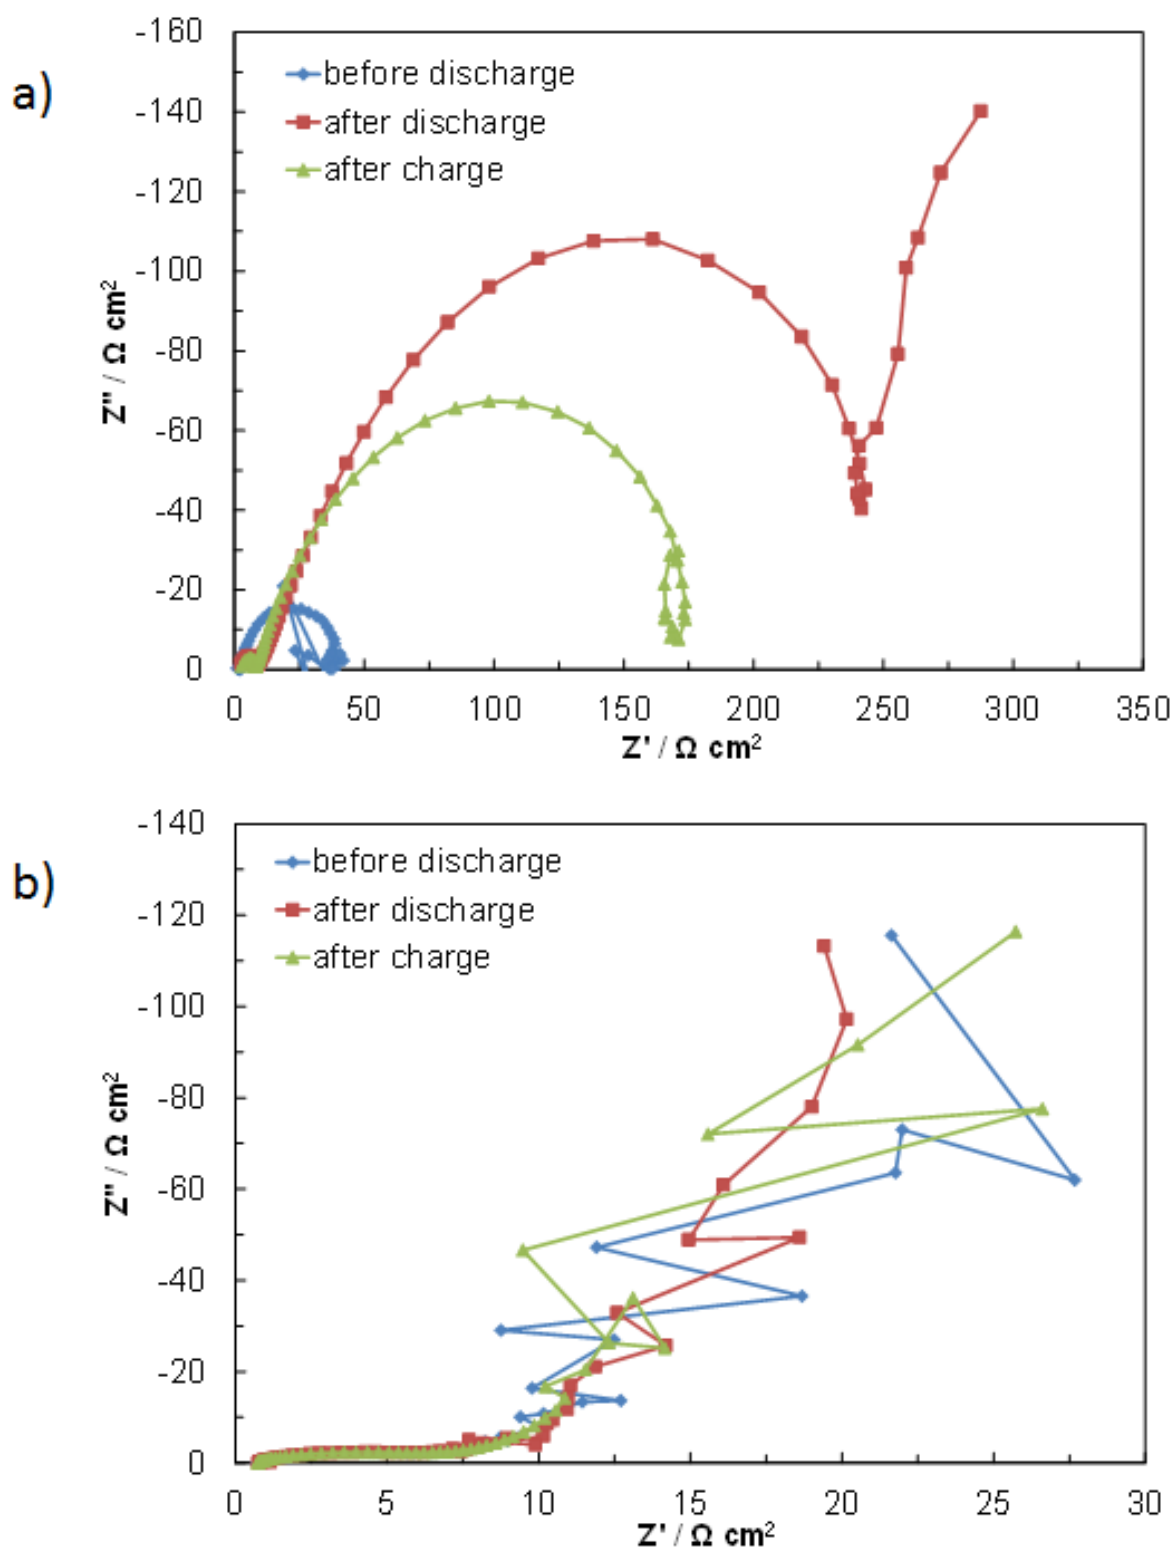 a)
-160
-140
-120
-100
-80
-60
-40
-20
0
Z'' / Ω cm²
before discharge
after discharge
after charge
0 50 100 150 200 250 300 350
Z' / Ω cm²
b)
-140
-120
-100
-80
-60
-40
-20
0
Z'' / Ω cm²
before discharge
after discharge
after charge
0 5 10 15 20 25 30
Z' / Ω cm²